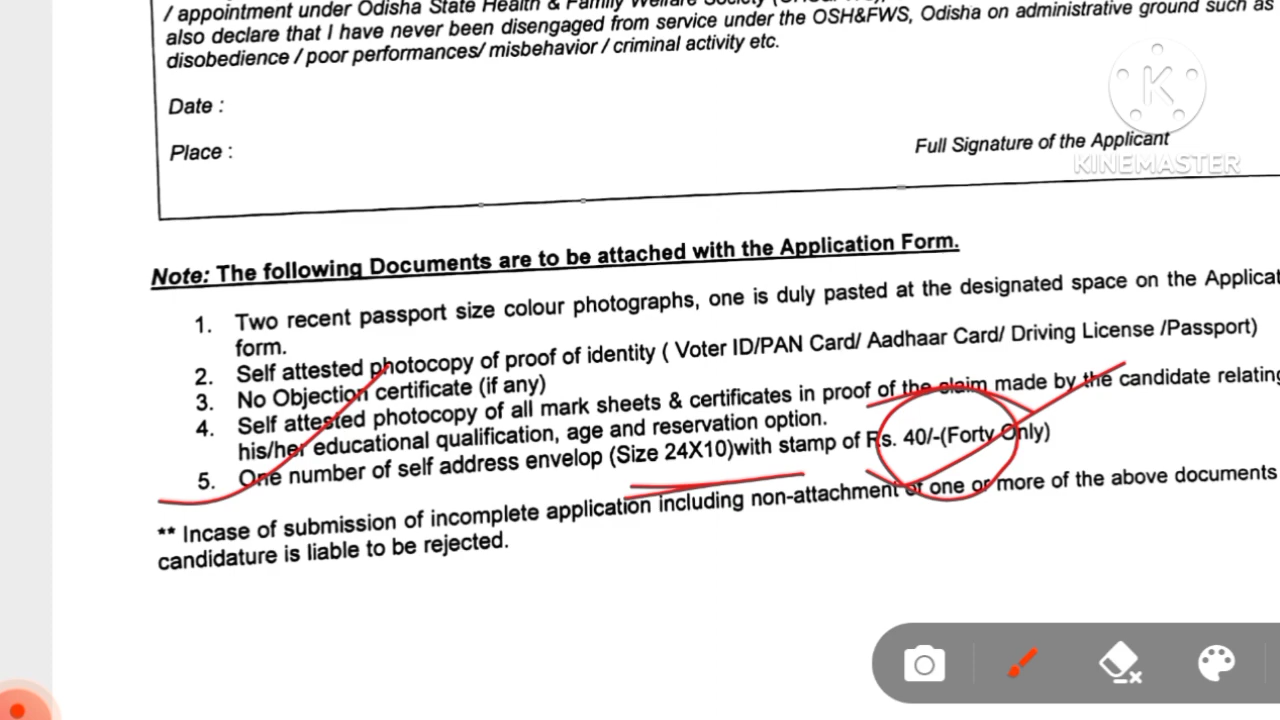 / appointment under Odisha State Health & Family Welfare Society
also declare that I have never been disengaged from service under the OSH&FWS, Odisha on administrative ground such as
disobedience / poor performances/ misbehavior / criminal activity etc.
Date :
Place :
Full Signature of the Applicant
K
KINEMASTER
Note: The following Documents are to be attached with the Application Form.
1. Two recent passport size colour photographs, one is duly pasted at the designated space on the Applicat
form.
2. Self attested photocopy of proof of identity ( Voter ID/PAN Card/ Aadhaar Card/ Driving License /Passport)
3. No Objection certificate (if any)
4. Self attested photocopy of all mark sheets & certificates in proof of the claim made by the candidate relating
his/her educational qualification, age and reservation option.
5. One number of self address envelop (Size 24X10)with stamp of Rs. 40/-(Forty Only)
** Incase of submission of incomplete application including non-attachment of one or more of the above documents
candidature is liable to be rejected.